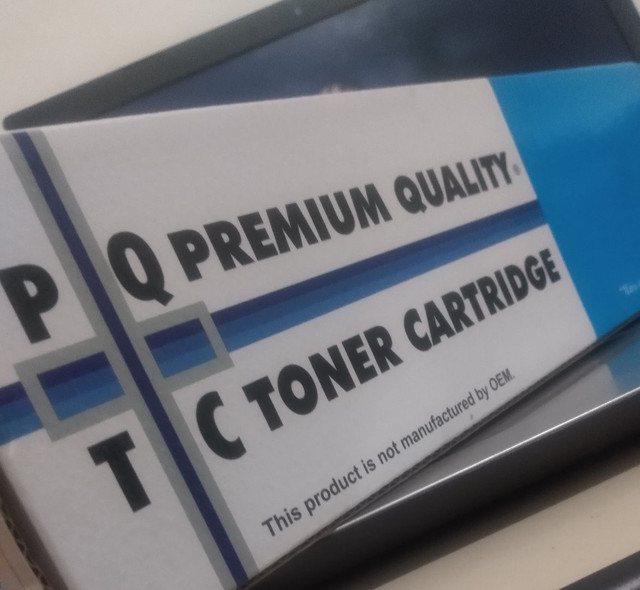 P Q PREMIUM QUALITY®
T C TONER CARTRIDGE
This product is not manufactured by OEM.